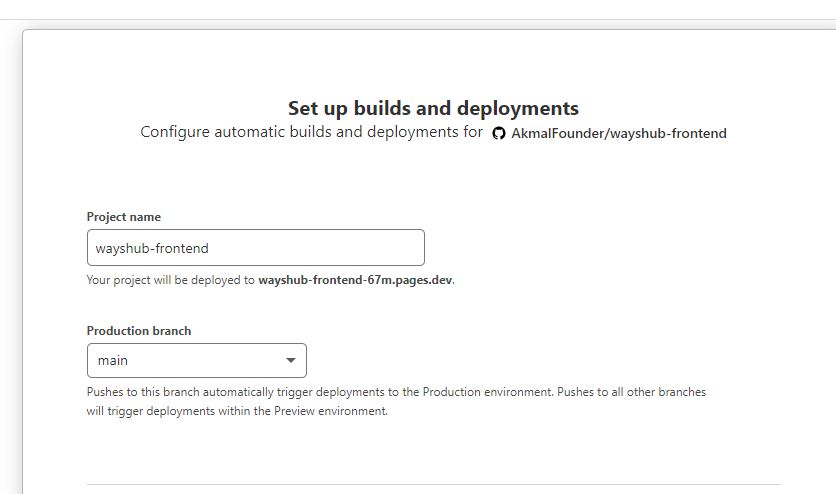 Set up builds and deployments
Configure automatic builds and deployments for AkmalFounder/wayshub-frontend
Project name
wayshub-frontend
Your project will be deployed to wayshub-frontend-67m.pages.dev.
Production branch
main
Pushes to this branch automatically trigger deployments to the Production environment. Pushes to all other branches
will trigger deployments within the Preview environment.